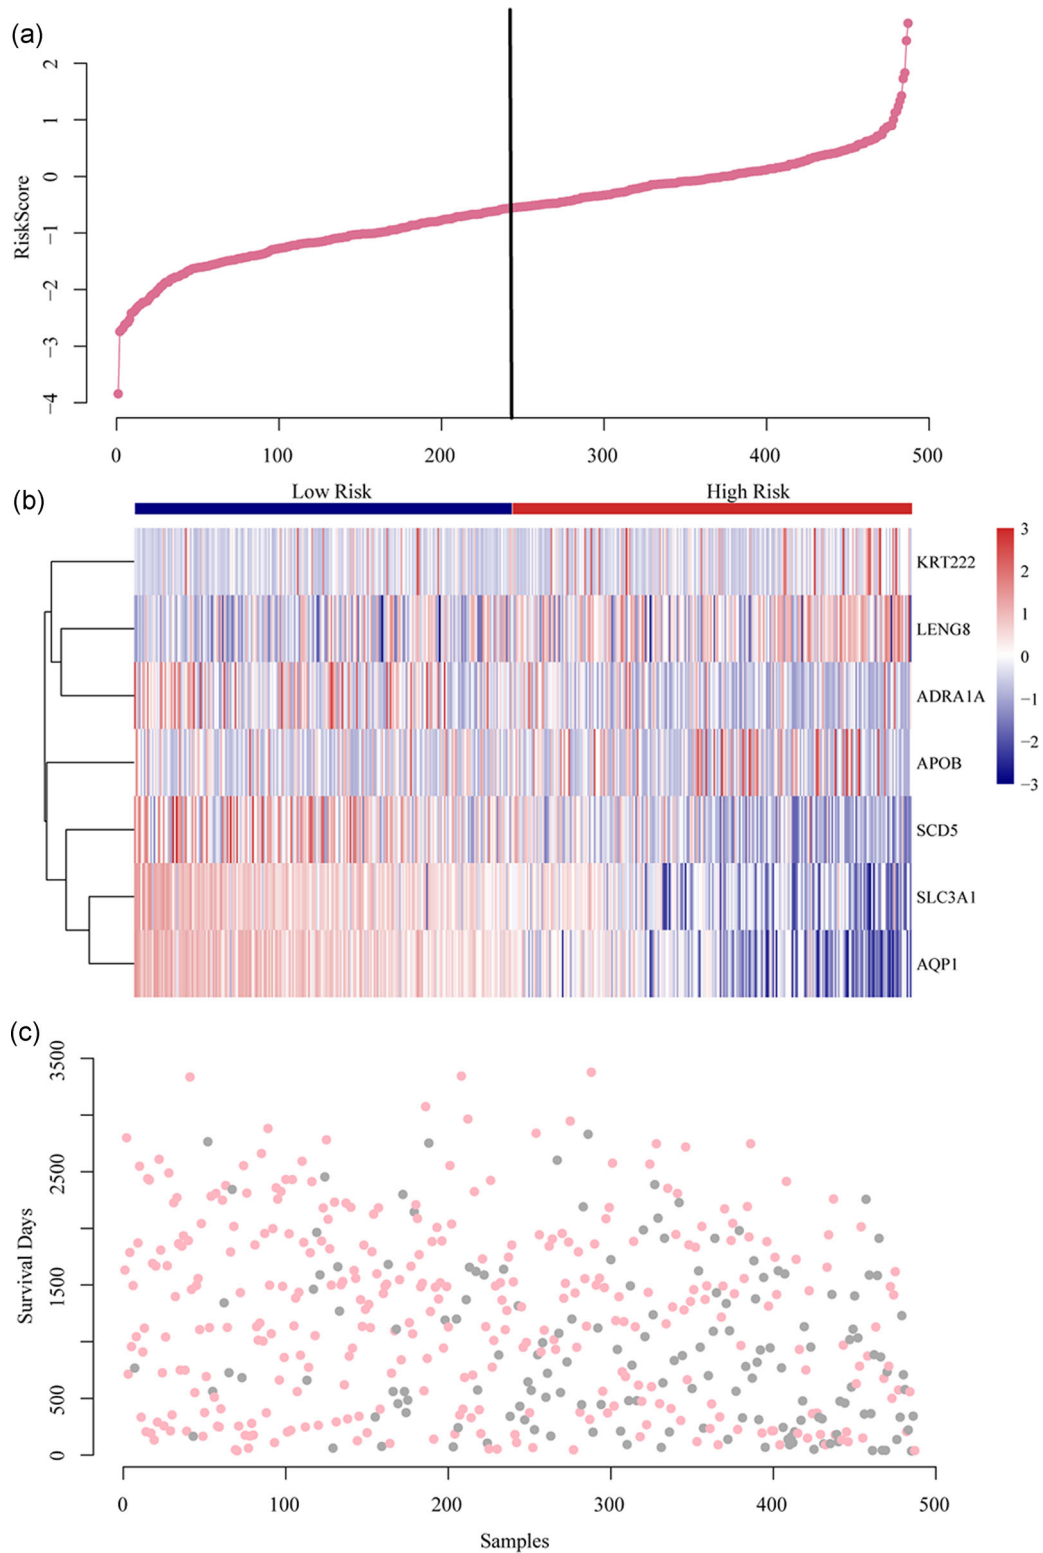 (a)
2
1
0
−1
−2
−3
−4
RiskScore
0 100 200 300 400 500
(b)
Low Risk High Risk
KRT222
LENG8
ADRA1A
APOB
SCD5
SLC3A1
AQP1
3
2
1
0
−1
−2
−3
(c)
3500
2500
1500
500
0
Survival Days
0 100 200 300 400 500
Samples